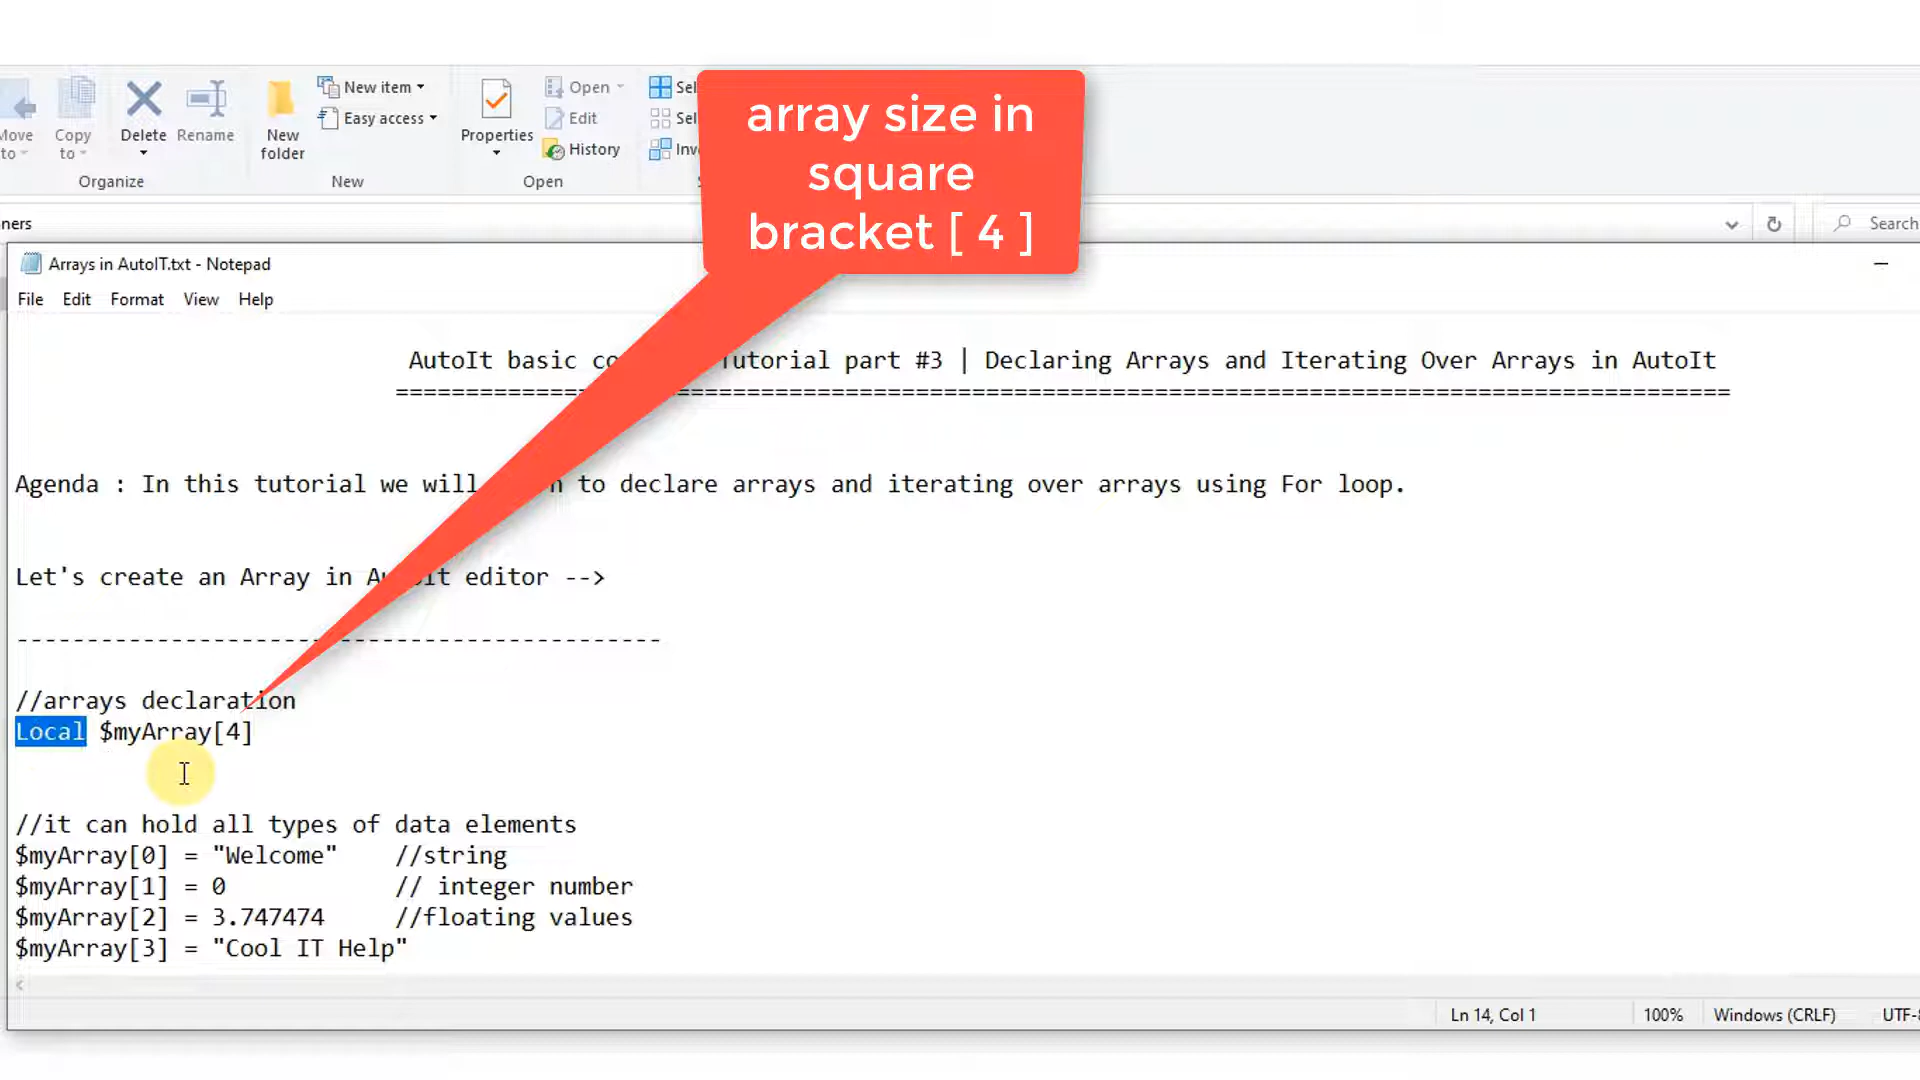 Move
to
Copy
to
Delete
Rename
Organize
New
folder
New item
Easy access
New
Properties
Open
Edit
History
Open
array size in
square
bracket [ 4 ]
Search
Arrays in AutoIT.txt - Notepad
File Edit Format View Help
AutoIt basic tutorial part #3 | Declaring Arrays and Iterating Over Arrays in AutoIt
==========
Agenda : In this tutorial we will to declare arrays and iterating over arrays using For loop.
Let's create an Array in AutoIt editor -->
----------------------------------------------
//arrays declaration
Local $myArray[4]
//it can hold all types of data elements
$myArray[0] = "Welcome" //string
$myArray[1] = 0 // integer number
$myArray[2] = 3.747474 //floating values
$myArray[3] = "Cool IT Help"
Ln 14, Col 1
100%
Windows (CRLF)